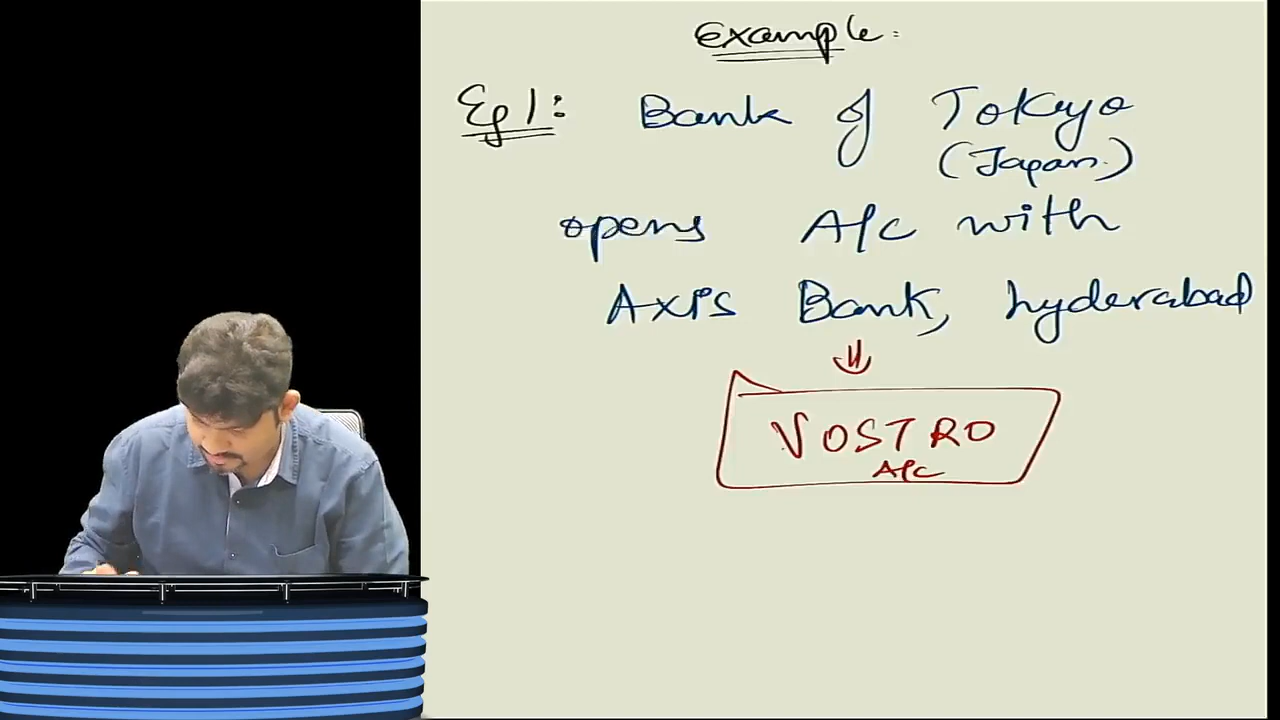 Example:
Eg 1: Bank of Tokyo
(Japan.)
opens A/c with
Axis Bank, hyderabad
VOSTRO
A/c